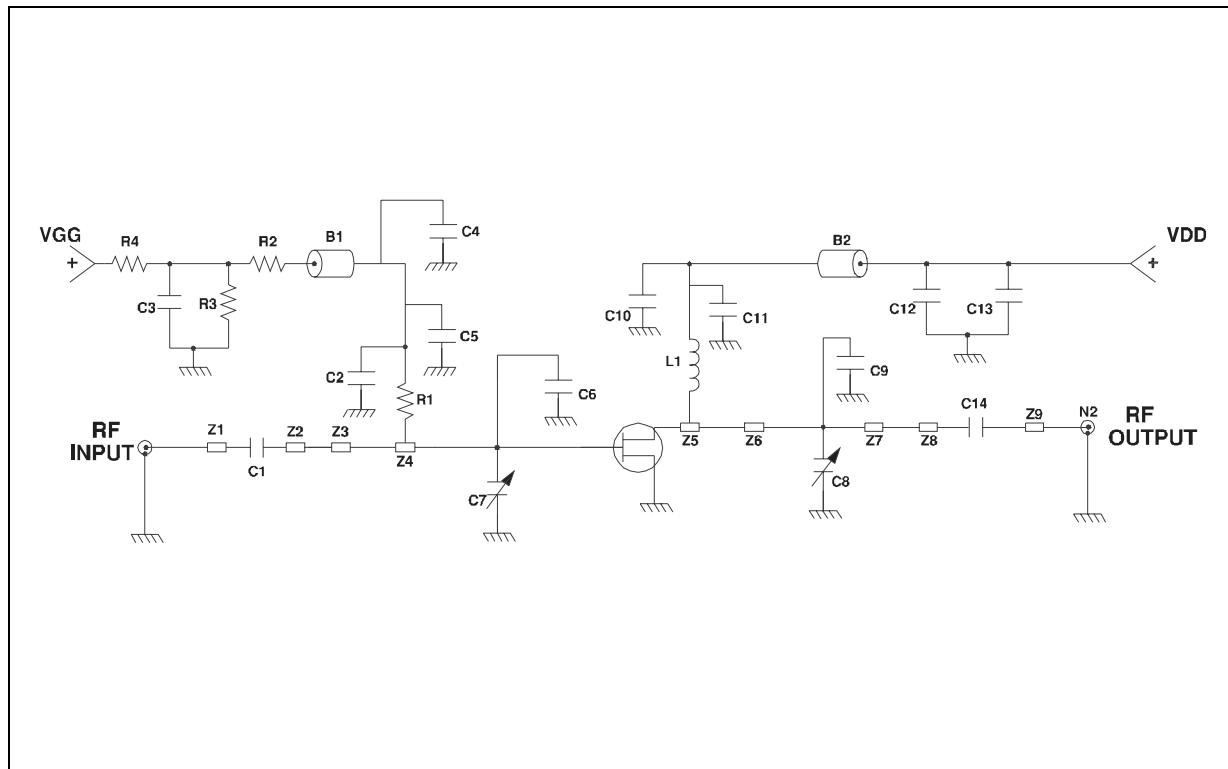 VGG
+
R4
R2
B1
C4
B2
VDD
+
C3
R3
C5
C10
C11
C12
C13
C2
R1
C6
L1
C9
RF
INPUT
Z1
C1
Z2
Z3
Z4
C7
Z5
Z6
C8
Z7
Z8
C14
Z9
N2
RF
OUTPUT